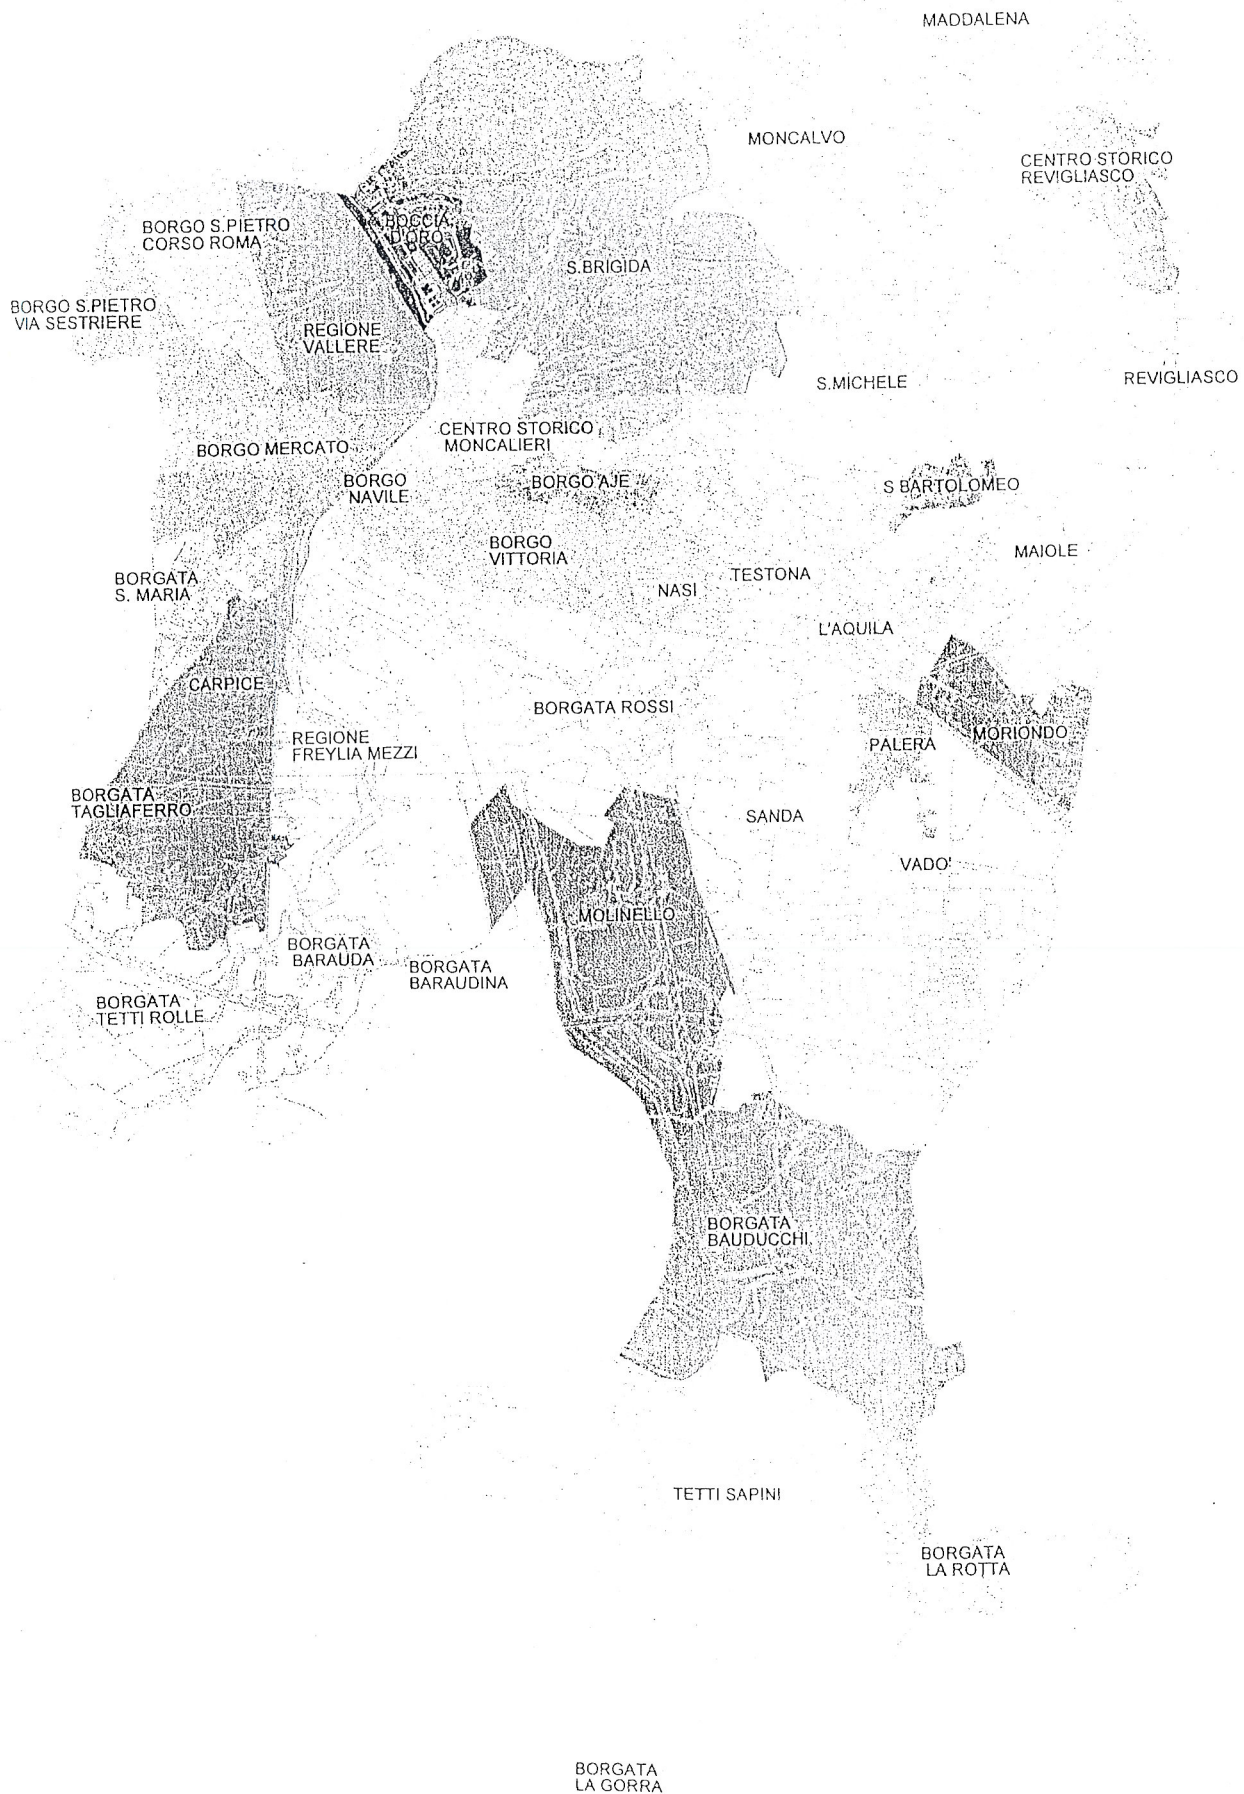 MADDALENA
MONCALVO
CENTRO STORICO
REVIGLIASCO
BORGO S.PIETRO
CORSO ROMA
BOCCIA
D'ORO
S.BRIGIDA
BORGO S.PIETRO
VIA SESTRIERE
REGIONE
VALLERE
S.MICHELE
REVIGLIASCO
CENTRO STORICO
MONCALIERI
BORGO MERCATO
BORGO
NAVILE
BORGO AJE
S BARTOLOMEO
BORGO
VITTORIA
MAIOLE
BORGATA
S. MARIA
NASI
TESTONA
L'AQUILA
CARPICE
BORGATA ROSSI
REGIONE
FREYLIA MEZZI
PALERA
MORIONDO
BORGATA
TAGLIAFERRO
SANDA
VADO'
MOLINELLO
BORGATA
BARAUDA
BORGATA
BARAUDINA
BORGATA
TETTI ROLLE
BORGATA
BAUDUCCHI
TETTI SAPINI
BORGATA
LA ROTTA
BORGATA
LA GORRA